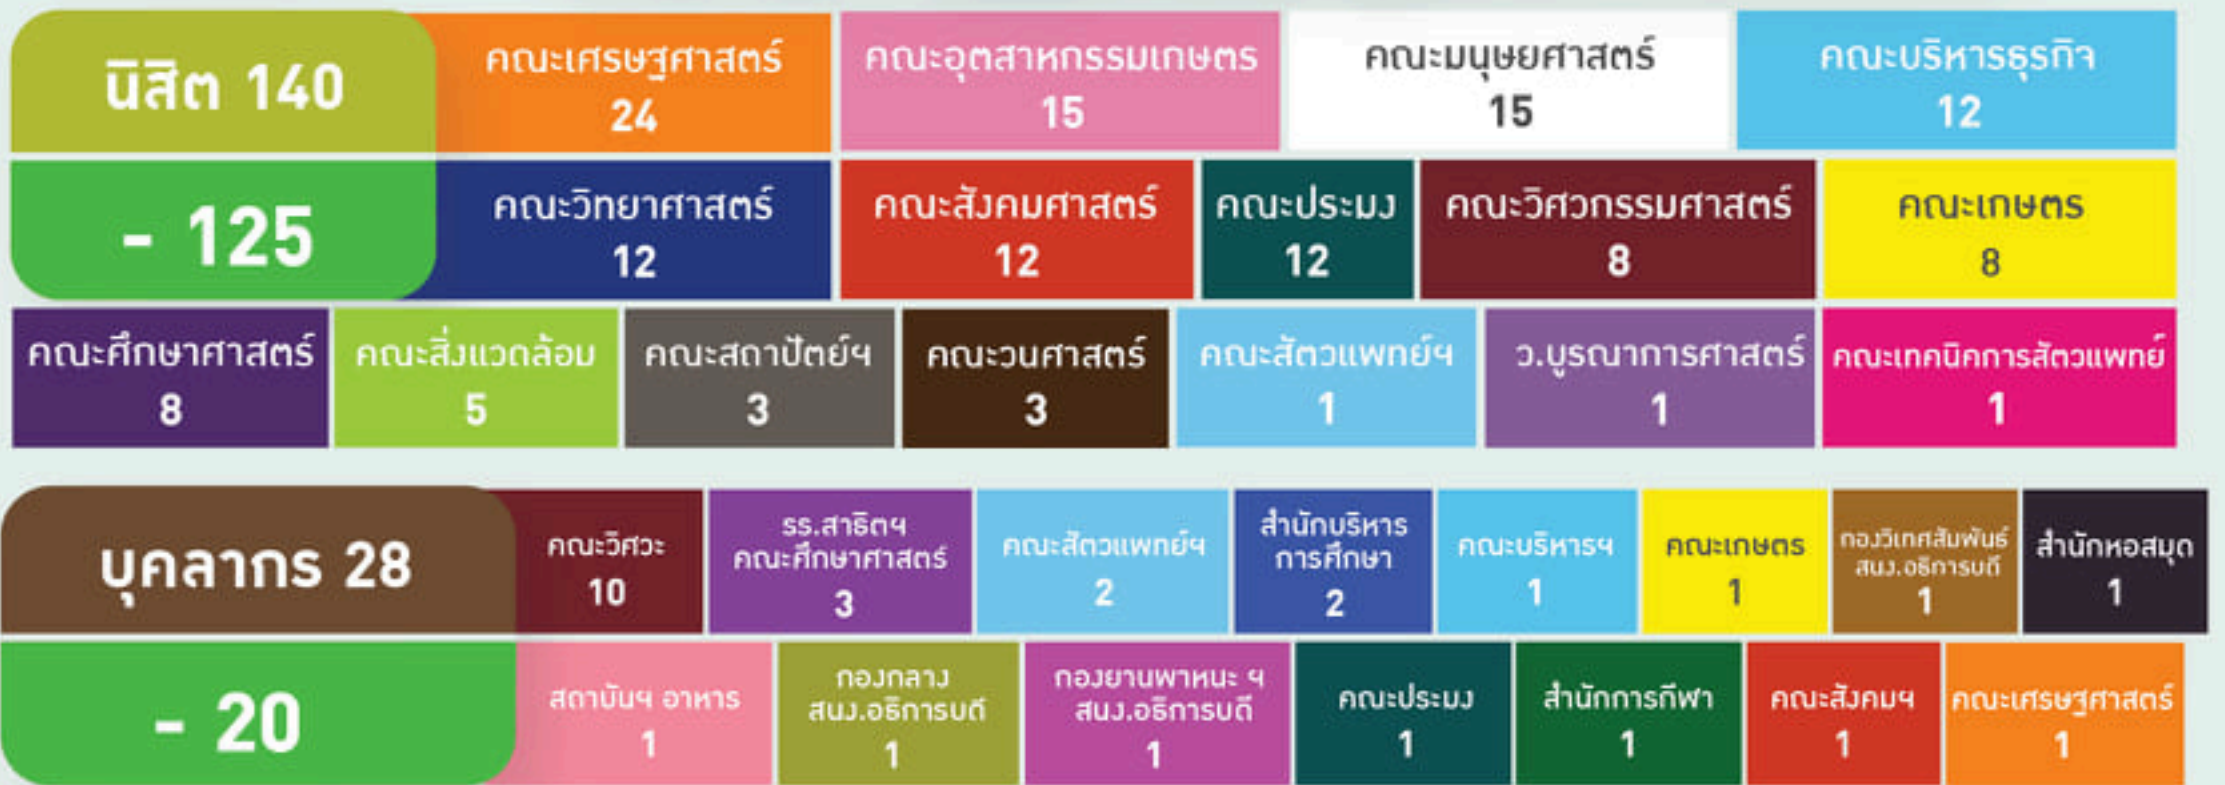 นิสิต 140
- 125
คณะเศรษฐศาสตร์
24
คณะอุตสาหกรรมเกษตร
15
คณะมนุษยศาสตร์
15
คณะบริหารธุรกิจ
12
คณะวิทยาศาสตร์
12
คณะสังคมศาสตร์
12
คณะประมง
12
คณะวิศวกรรมศาสตร์
8
คณะเกษตร
8
คณะศึกษาศาสตร์
8
คณะสิ่งแวดล้อม
5
คณะสถาปัตย์ฯ
3
คณะวนศาสตร์
3
คณะสัตวแพทย์ฯ
1
ว.บูรณาการศาสตร์
1
คณะเทคนิคการสัตวแพทย์
1
บุคลากร 28
- 20
คณะวิศวะ
10
รร.สาธิตฯ
คณะศึกษาศาสตร์
3
คณะสัตวแพทย์ฯ
2
สำนักบริหาร
การศึกษา
2
คณะบริหารฯ
1
คณะเกษตร
1
กองวิเทศสัมพันธ์
สนง.อธิการบดี
1
สำนักหอสมุด
1
สถาบันฯ อาหาร
1
กองกลาง
สนง.อธิการบดี
1
กองยานพาหนะ ฯ
สนง.อธิการบดี
1
คณะประมง
1
สำนักการกีฬา
1
คณะสังคมฯ
1
คณะเศรษฐศาสตร์
1